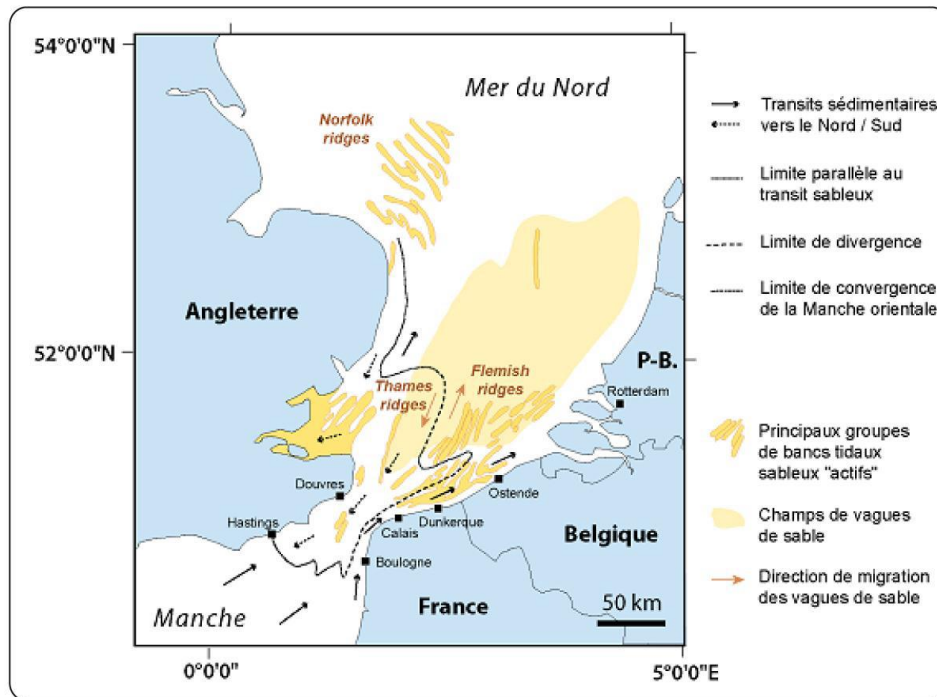 54°0'0"N
Mer du Nord
Norfolk
ridges
Angleterre
52°0'0"N
P-B.
Rotterdam
Thames
ridges
Flemish
ridges
Douvres
Hastings
Ostende
Dunkerque
Calais
Boulogne
Belgique
France
Manche
50 km
0°0'0"
5°0'0"E
Transits sédimentaires
vers le Nord / Sud
Limite parallèle au
transit sableux
Limite de divergence
Limite de convergence
de la Manche orientale
Principaux groupes
de bancs tidaux
sableux "actifs"
Champs de vagues
de sable
Direction de migration
des vagues de sable